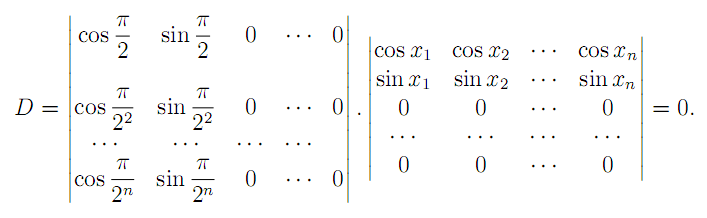 D = | cos π/2 sin π/2 0 ⋯ 0 | . | cos x₁ cos x₂ ⋯ cos xₙ | = 0.
| cos π/2² sin π/2² 0 ⋯ 0 | | sin x₁ sin x₂ ⋯ sin xₙ |
| ⋯ ⋯ ⋯ ⋯ | | 0 0 ⋯ 0 |
| cos π/2ⁿ sin π/2ⁿ 0 ⋯ 0 | | ⋯ ⋯ ⋯ ⋯ |
| 0 0 ⋯ 0 |